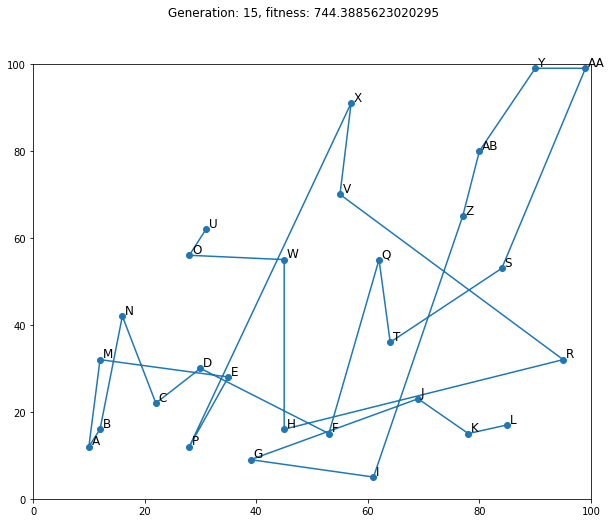 Generation: 15, fitness: 744.3885623020295
100
Y
AA
X
80
AB
V
Z
U
60
O
W
Q
S
N
40
T
M
R
D
E
20
C
J
B
H
F
K
L
A
P
G
I
0
0
20
40
60
80
100